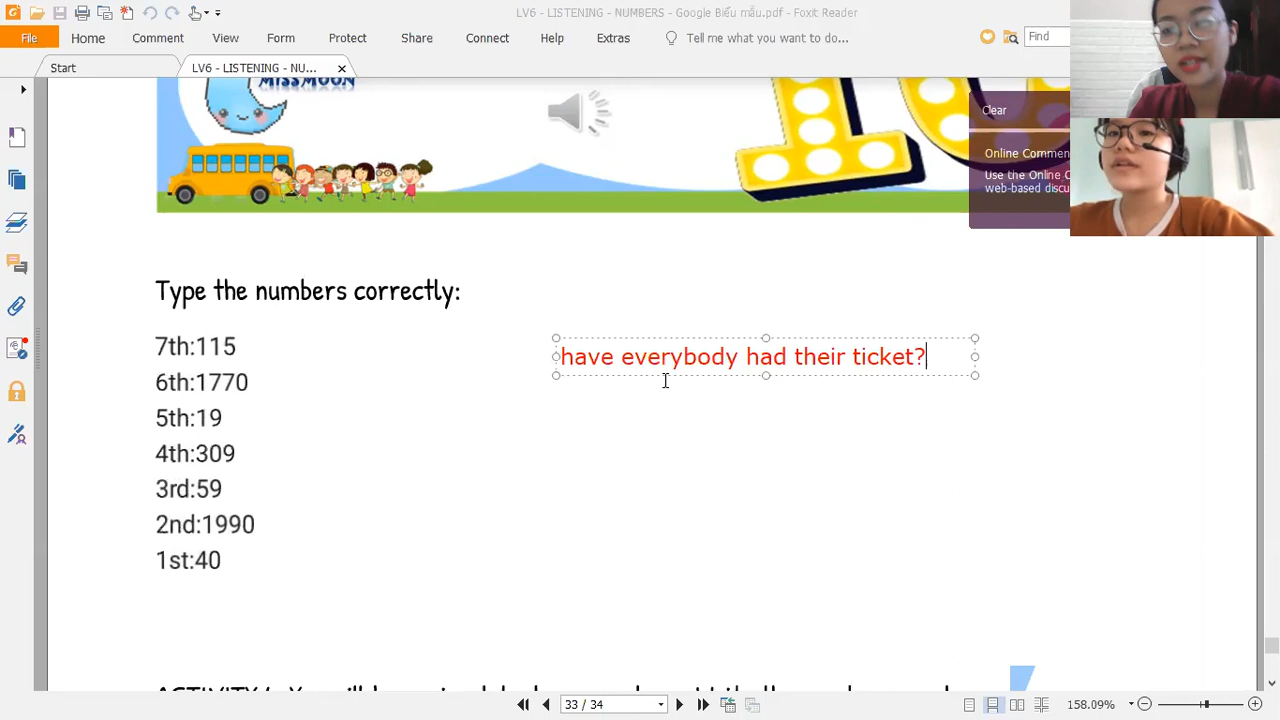 LV6 - LISTENING - NUMBERS - Google Biểu mẫu.pdf - Foxit Reader
File Home Comment View Form Protect Share Connect Help Extras Tell me what you want to do... Find
Start LV6 - LISTENING - NU...
MISSMOON
Clear
Online Comme
Use the Online C
web-based discu
Type the numbers correctly:
7th:115
have everybody had their ticket?
6th:1770
5th:19
4th:309
3rd:59
2nd:1990
1st:40
33 / 34
158.09%